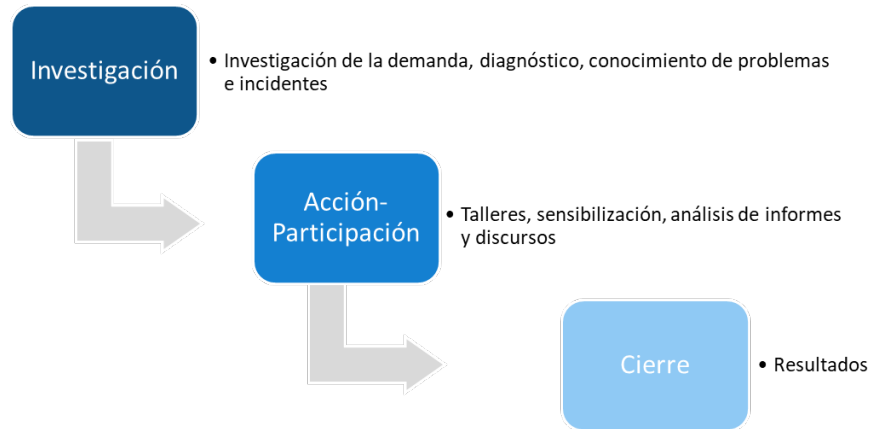 Investigación
• Investigación de la demanda, diagnóstico, conocimiento de problemas
e incidentes
Acción-
Participación
• Talleres, sensibilización, análisis de informes
y discursos
Cierre
• Resultados